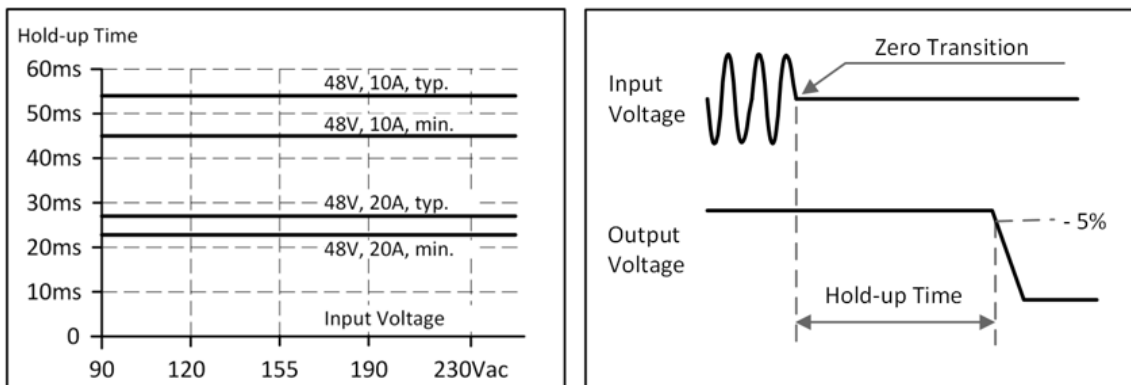 Hold-up Time
60ms
50ms
40ms
30ms
20ms
10ms
0
48V, 10A, typ.
48V, 10A, min.
48V, 20A, typ.
48V, 20A, min.
Input Voltage
90 120 155 190 230Vac
Zero Transition
Input
Voltage
Output
Voltage
- 5%
Hold-up Time